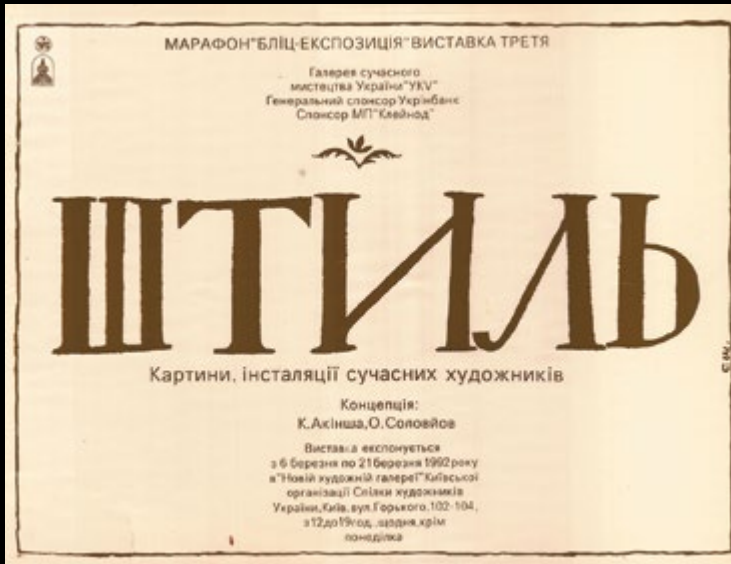 МАРАФОН"БЛІЦ-ЕКСПОЗИЦІЯ"ВИСТАВКА ТРЕТЯ
Галерея сучасного
мистецтва України"УКV"
Генеральний спонсор Укрінбанк
Спонсор МП"Клейнод"
ШТИЛЬ
Картини, інсталяції сучасних художників
Концепція:
К.Акінша,О.Соловйов
Виставка експонується
з 6 березня по 21березня 1992року
в"Новій художній галереї"Київської
організації Спілки художників
України,Київ, вул.Горького,102-104,
з12до19год.,щодня,крім
понеділка